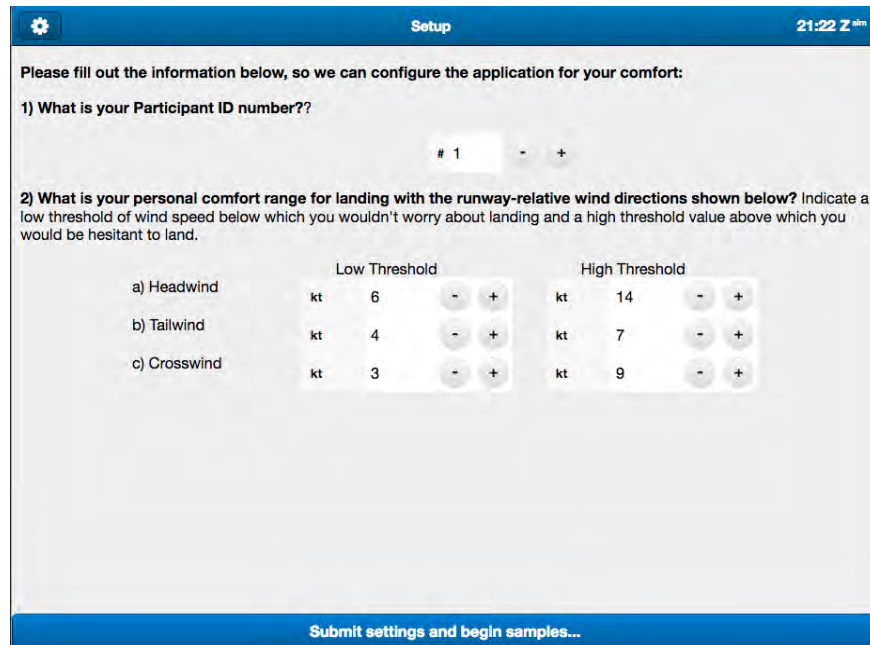 Setup
21:22 Z sim
Please fill out the information below, so we can configure the application for your comfort:
1) What is your Participant ID number??
# 1 - +
2) What is your personal comfort range for landing with the runway-relative wind directions shown below? Indicate a
low threshold of wind speed below which you wouldn't worry about landing and a high threshold value above which you
would be hesitant to land.
Low Threshold High Threshold
a) Headwind kt 6 - + kt 14 - +
b) Tailwind kt 4 - + kt 7 - +
c) Crosswind kt 3 - + kt 9 - +
Submit settings and begin samples...